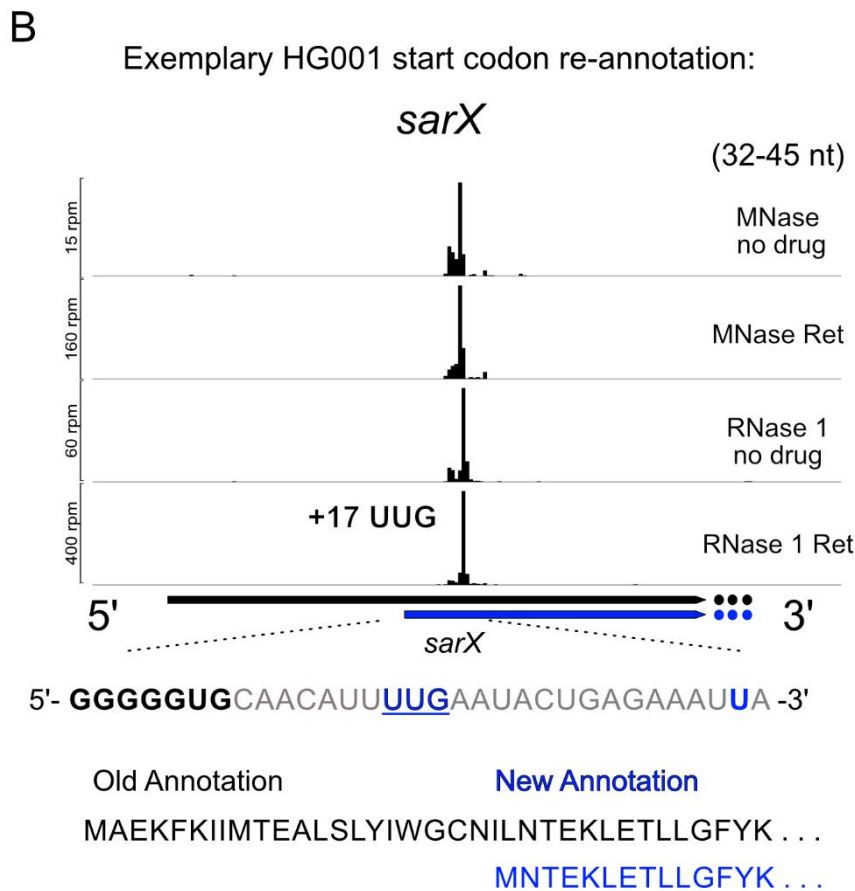 B
Exemplary HG001 start codon re-annotation:
sarX
(32-45 nt)
15 rpm
MNase
no drug
160 rpm
MNase Ret
60 rpm
RNase 1
no drug
400 rpm
+17 UUG
RNase 1 Ret
5' 3'
sarX
5'- GGGGGUGCAACAUUUUGAAUACUGAGAAAUUA -3'
Old Annotation New Annotation
MAEKFKIIMTEALSLYIWGCNILNTEKLETLLGFYK . . .
MNTEKLETLLGFYK . . .